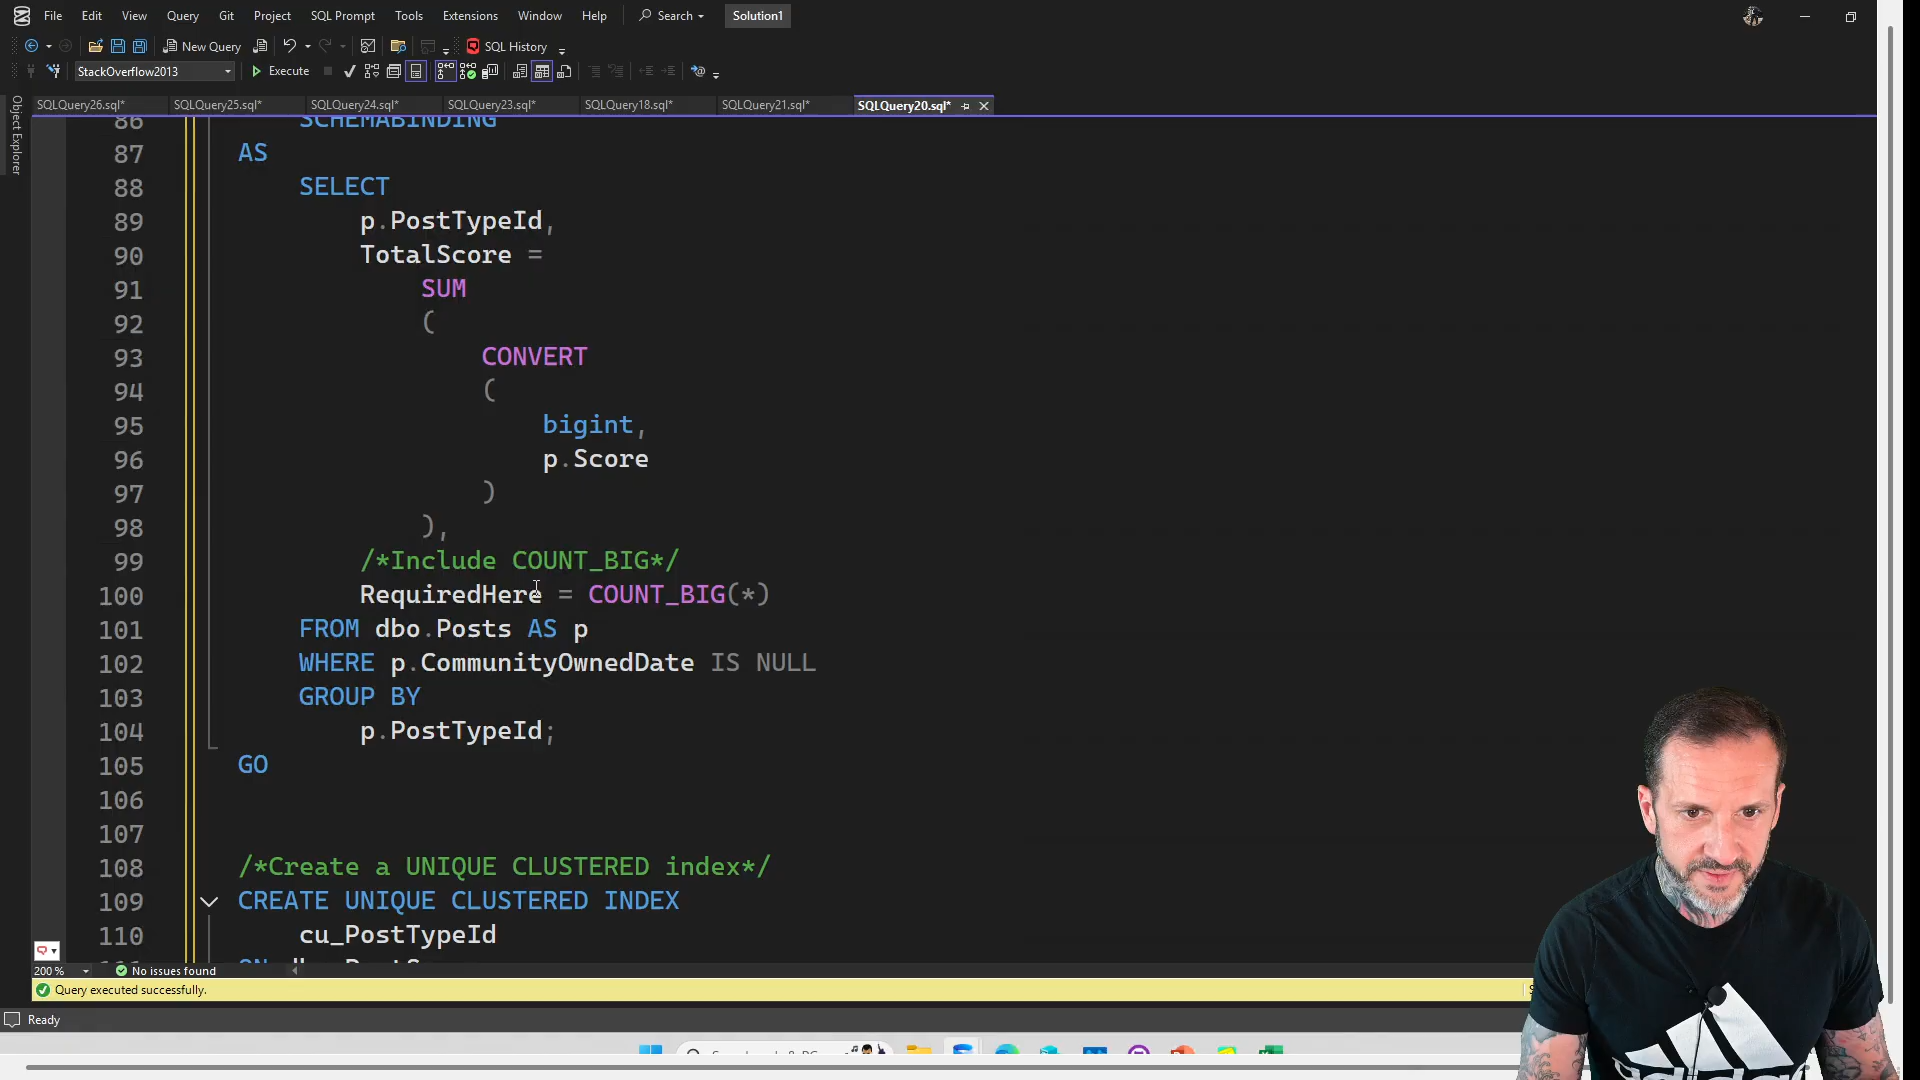 File Edit View Query Git Project SQL Prompt Tools Extensions Window Help Search Solution1
New Query SQL History
StackOverflow2013 Execute
SQLQuery26.sql* SQLQuery25.sql* SQLQuery24.sql* SQLQuery23.sql* SQLQuery18.sql* SQLQuery21.sql* SQLQuery20.sql*
Object Explorer
86 SCHEMABINDING
87 AS
88 SELECT
89 p.PostTypeId,
90 TotalScore =
91 SUM
92 (
93 CONVERT
94 (
95 bigint,
96 p.Score
97 )
98 ),
99 /*Include COUNT_BIG*/
100 RequiredHere = COUNT_BIG(*)
101 FROM dbo.Posts AS p
102 WHERE p.CommunityOwnedDate IS NULL
103 GROUP BY
104 p.PostTypeId;
105 GO
106
107
108 /*Create a UNIQUE CLUSTERED index*/
109 CREATE UNIQUE CLUSTERED INDEX
110 cu_PostTypeId
200 % No issues found
Query executed successfully.
Ready
adidas